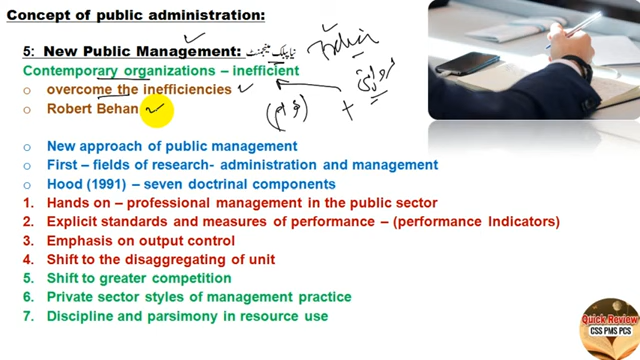 Concept of public administration:
5: New Public Management: نیا پبلک مینجمنٹ
Contemporary organizations – inefficient
o overcome the inefficiencies
o Robert Behan
o New approach of public management
o First – fields of research- administration and management
o Hood (1991) – seven doctrinal components
1. Hands on – professional management in the public sector
2. Explicit standards and measures of performance – (performance Indicators)
3. Emphasis on output control
4. Shift to the disaggregating of unit
5. Shift to greater competition
6. Private sector styles of management practice
7. Discipline and parsimony in resource use
Quick Review
CSS PMS PCS